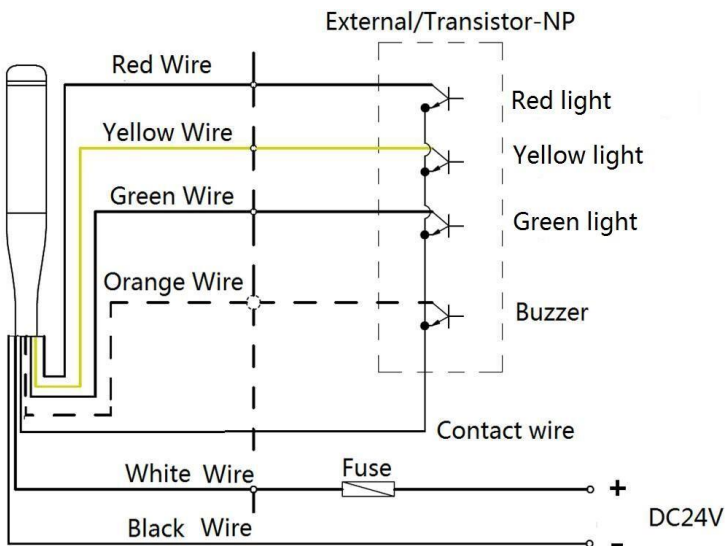 External/Transistor-NP
Red Wire
Red light
Yellow Wire
Yellow light
Green Wire
Green light
Orange Wire
Buzzer
Contact wire
White Wire
Fuse
+
DC24V
Black Wire
-